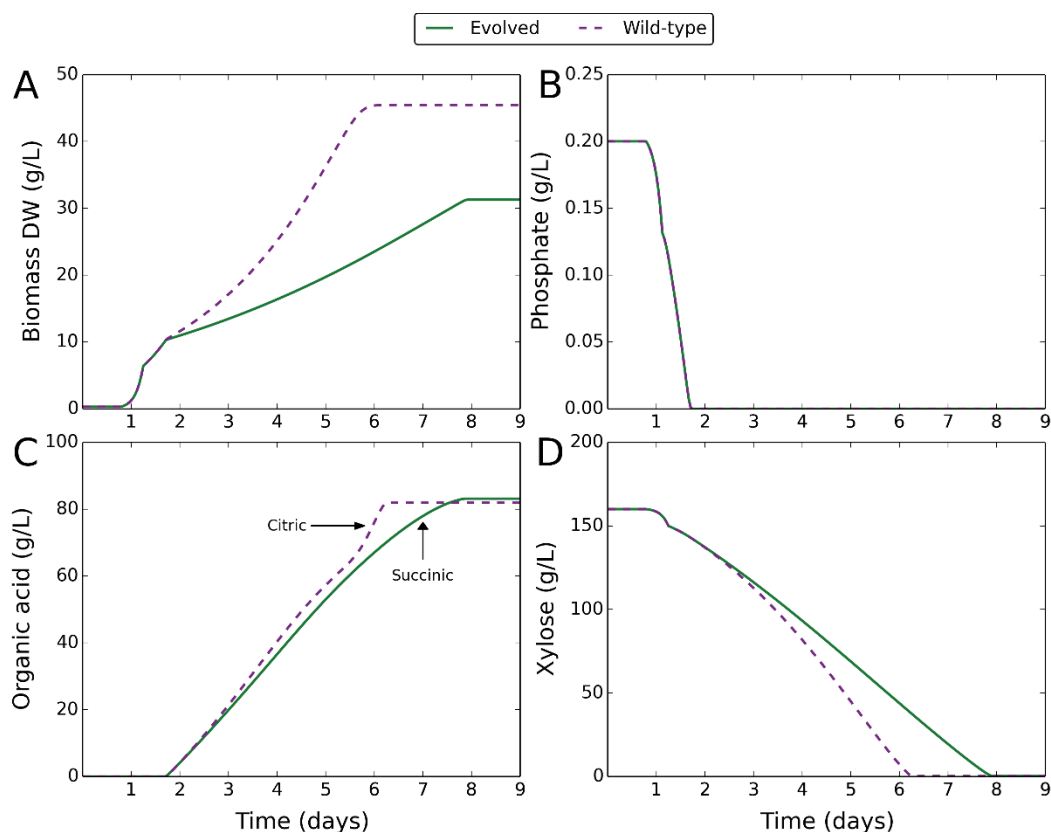 Evolved
Wild-type
A
50
40
30
20
10
0
Biomass DW (g/L)
1 2 3 4 5 6 7 8 9
B
0.25
0.20
0.15
0.10
0.05
0.00
Phosphate (g/L)
1 2 3 4 5 6 7 8 9
C
100
80
60
40
20
0
Organic acid (g/L)
Citric
Succinic
1 2 3 4 5 6 7 8 9
Time (days)
D
200
150
100
50
0
Xylose (g/L)
1 2 3 4 5 6 7 8 9
Time (days)